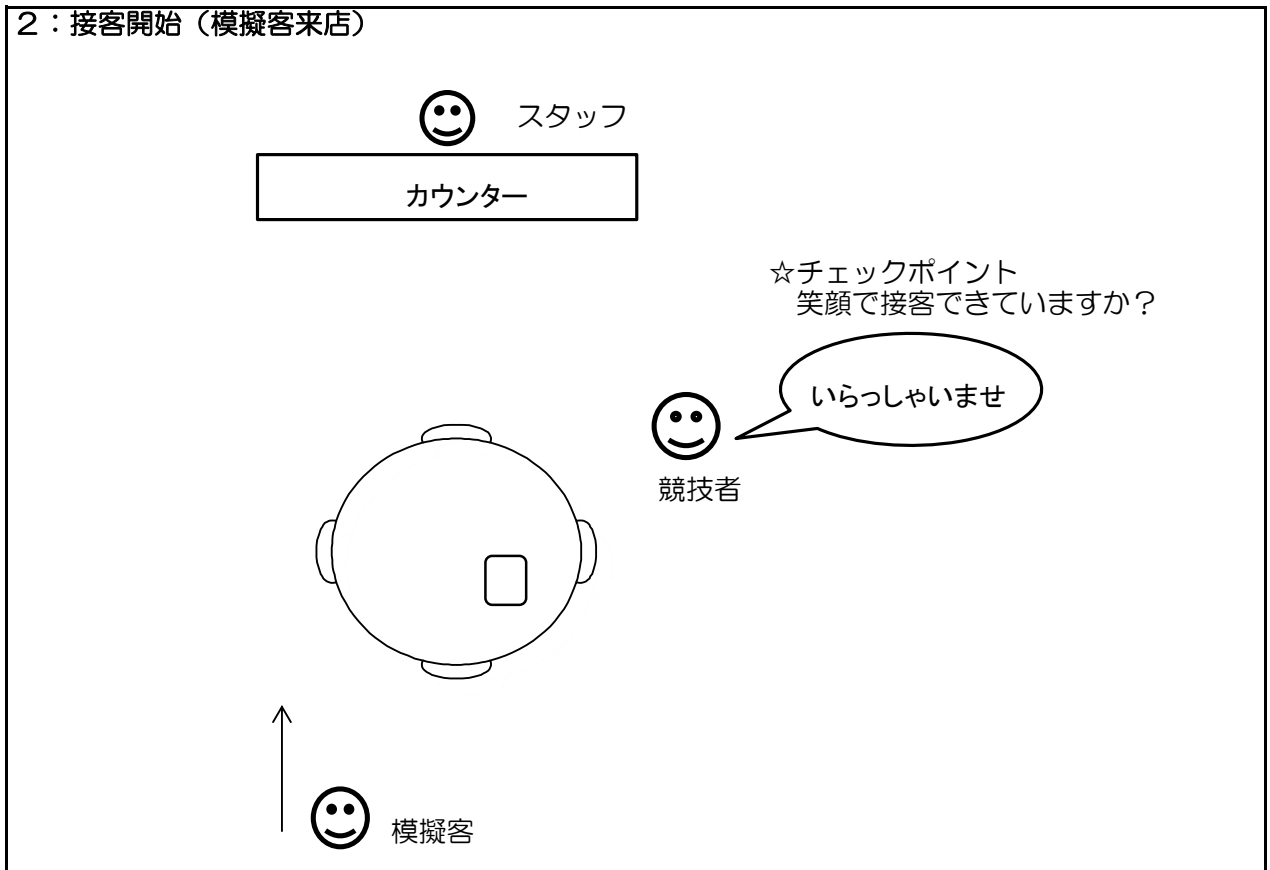 ２：接客開始（模擬客来店）
スタッフ
カウンター
☆チェックポイント
笑顔で接客できていますか？
いらっしゃいませ
競技者
模擬客